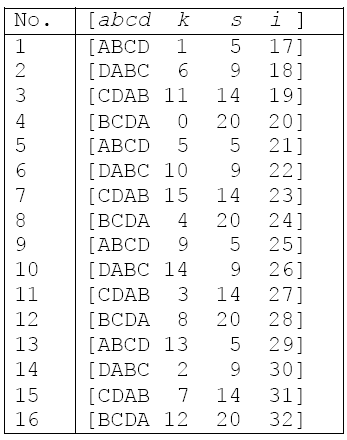 No. [abcd k s i ]
1 [ABCD 1 5 17]
2 [DABC 6 9 18]
3 [CDAB 11 14 19]
4 [BCDA 0 20 20]
5 [ABCD 5 5 21]
6 [DABC 10 9 22]
7 [CDAB 15 14 23]
8 [BCDA 4 20 24]
9 [ABCD 9 5 25]
10 [DABC 14 9 26]
11 [CDAB 3 14 27]
12 [BCDA 8 20 28]
13 [ABCD 13 5 29]
14 [DABC 2 9 30]
15 [CDAB 7 14 31]
16 [BCDA 12 20 32]